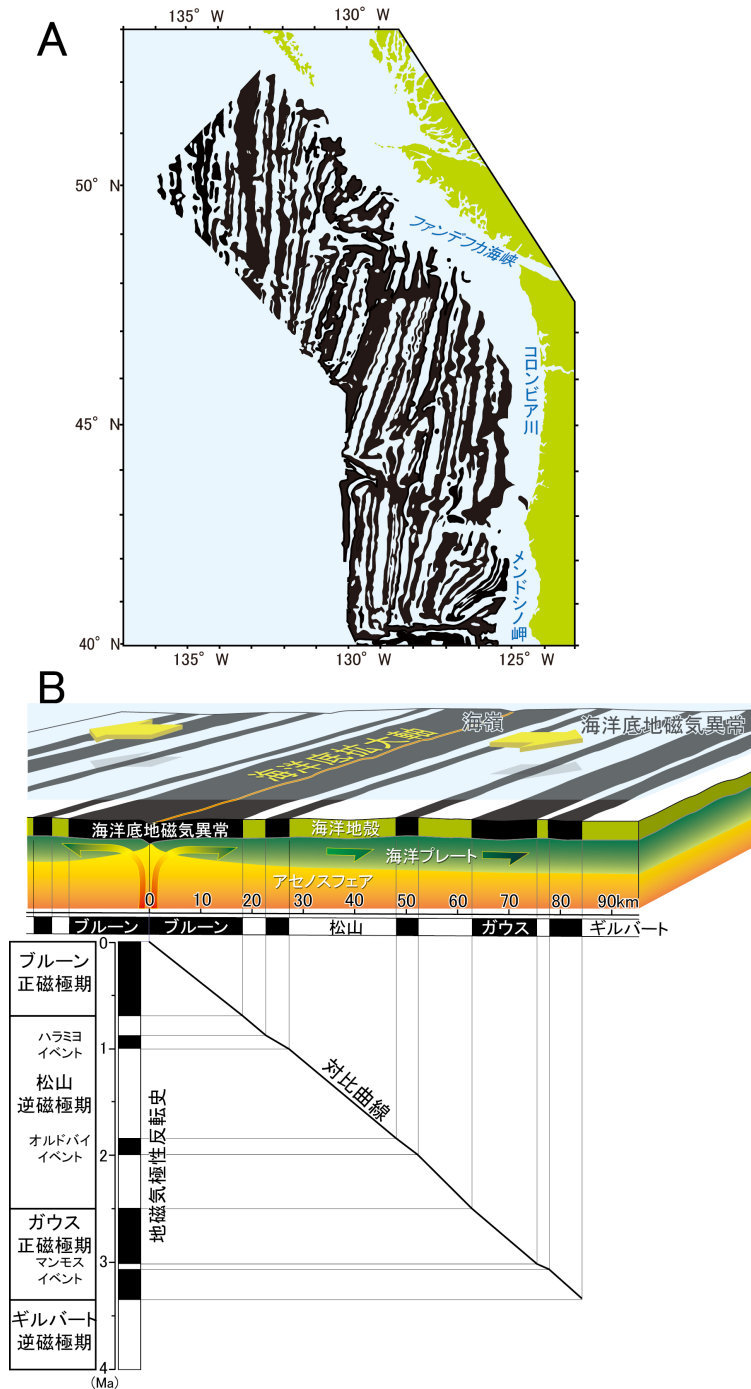 A
135° W
130° W
50° N
45° N
40° N
ファンデフカ海峡
コロンビア川
メンドシノ岬
135° W
130° W
125° W
B
海嶺
海洋底地磁気異常
海洋底拡大軸
海洋底地磁気異常
海洋地殻
海洋プレート
アセノスフェア
0 10 20 30 40 50 60 70 80 90km
ブルーン
ブルーン
松山
ガウス
ギルバート
ブルーン
正磁極期
ハラミヨ
イベント
松山
逆磁極期
オルドバイ
イベント
ガウス
正磁極期
マンモス
イベント
ギルバート
逆磁極期
0
1
2
3
4
(Ma)
地磁気極性反転史
対比曲線